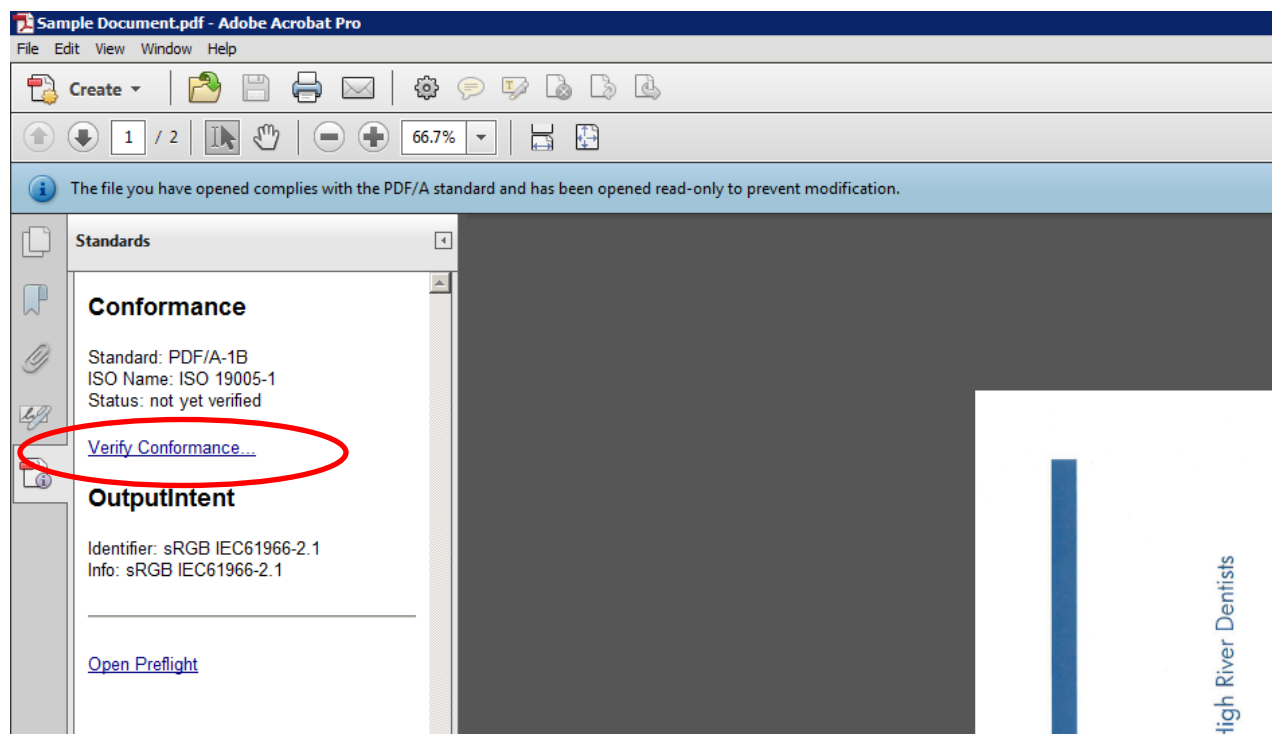 Sample Document.pdf - Adobe Acrobat Pro
File Edit View Window Help
Create
1 / 2 66.7%
The file you have opened complies with the PDF/A standard and has been opened read-only to prevent modification.
Standards
Conformance
Standard: PDF/A-1B
ISO Name: ISO 19005-1
Status: not yet verified
Verify Conformance...
OutputIntent
Identifier: sRGB IEC61966-2.1
Info: sRGB IEC61966-2.1
Open Preflight
High River Dentists